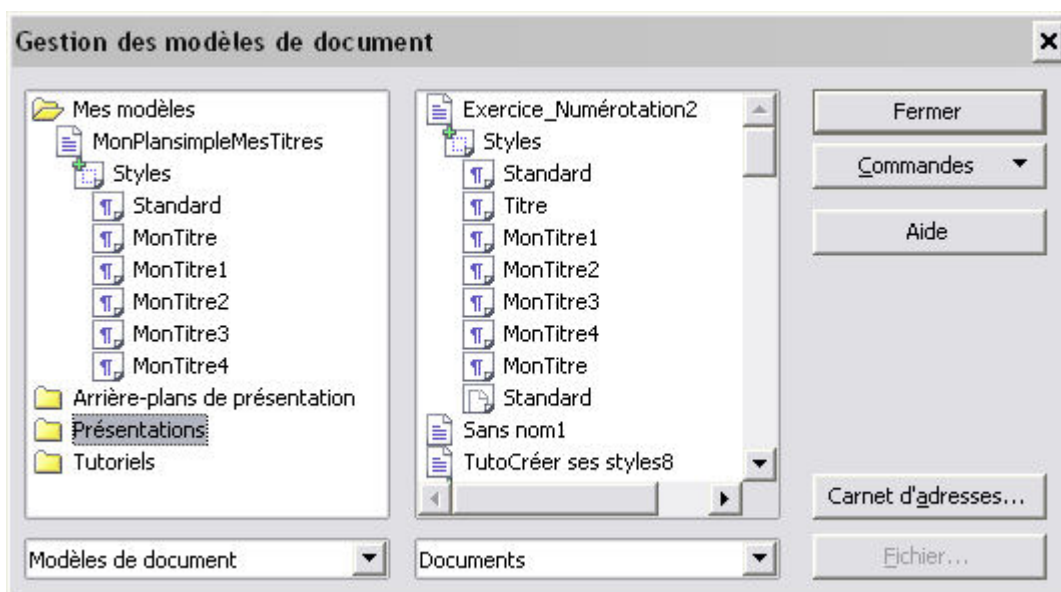 Gestion des modèles de document
Mes modèles
MonPlansimpleMesTitres
Styles
Standard
MonTitre
MonTitre1
MonTitre2
MonTitre3
MonTitre4
Arrière-plans de présentation
Présentations
Tutoriels
Modèles de document
Exercice_Numérotation2
Styles
Standard
Titre
MonTitre1
MonTitre2
MonTitre3
MonTitre4
MonTitre
Standard
Sans nom1
TutoCréer ses styles8
Documents
Fermer
Commandes
Aide
Carnet d'adresses...
Fichier...